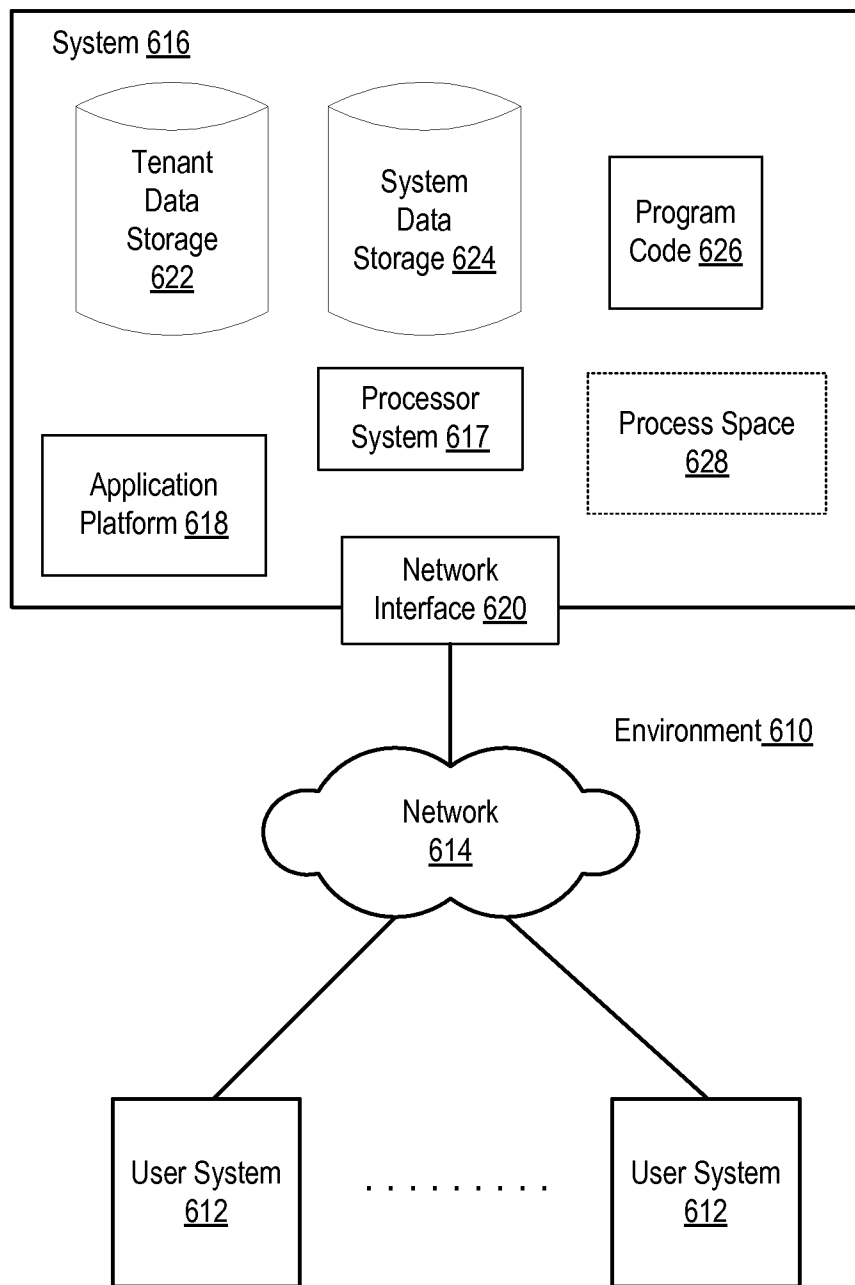 System 616
Tenant
Data
Storage
622
System
Data
Storage 624
Program
Code 626
Processor
System 617
Process Space
628
Application
Platform 618
Network
Interface 620
Environment 610
Network
614
User System
612
. . . . . . . . .
User System
612